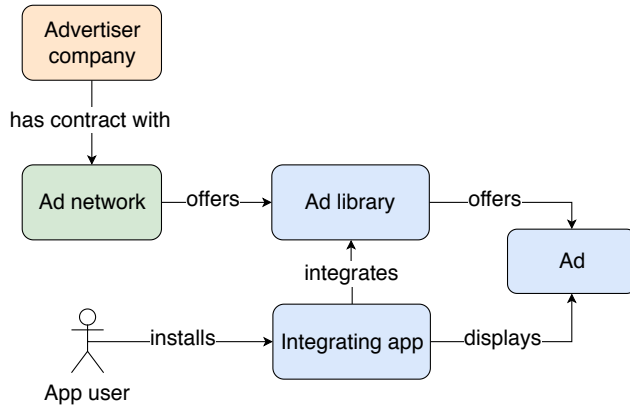 Advertiser
company
has contract with
Ad network
offers
Ad library
offers
Ad
integrates
App user
installs
Integrating app
displays